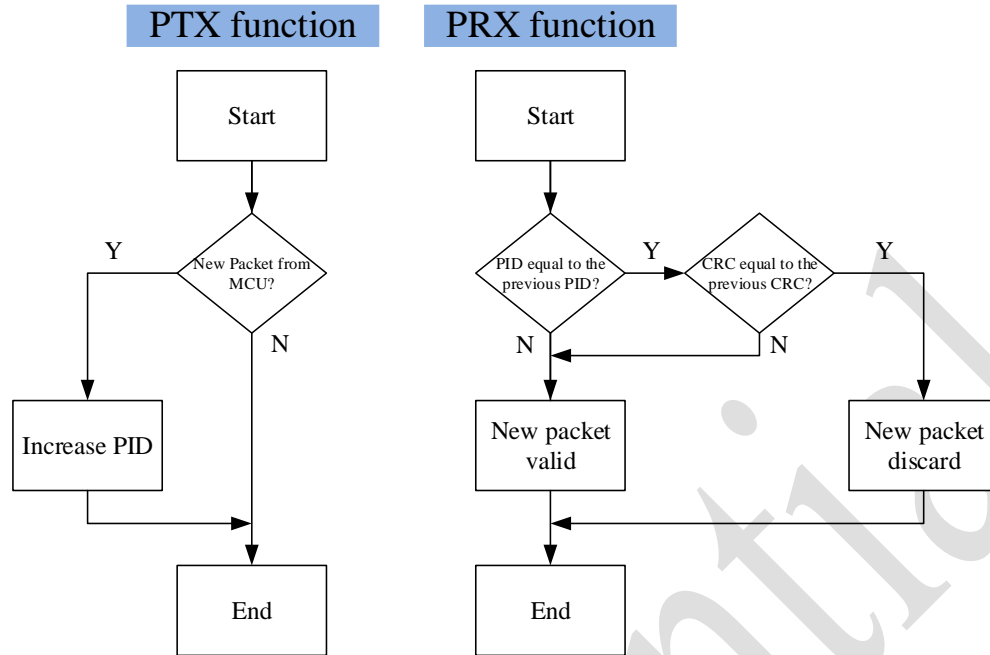 PTX function
PRX function
Start
Start
New Packet from
MCU?
Y
N
PID equal to the
previous PID?
Y
N
CRC equal to the
previous CRC?
Y
N
Increase PID
New packet
valid
New packet
discard
End
End